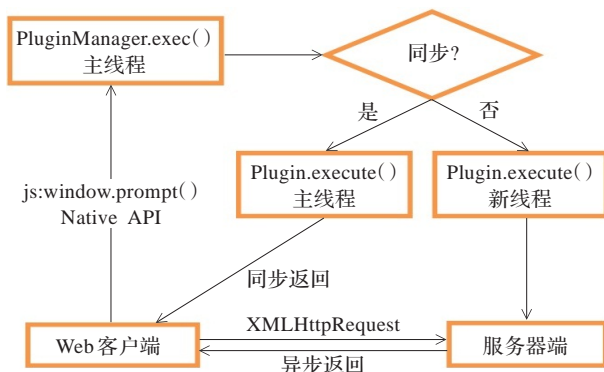 PluginManager.exec()
主线程
同步?
是
否
Plugin.execute()
主线程
Plugin.execute()
新线程
js:window.prompt()
Native API
同步返回
XMLHttpRequest
Web客户端
服务器端
异步返回